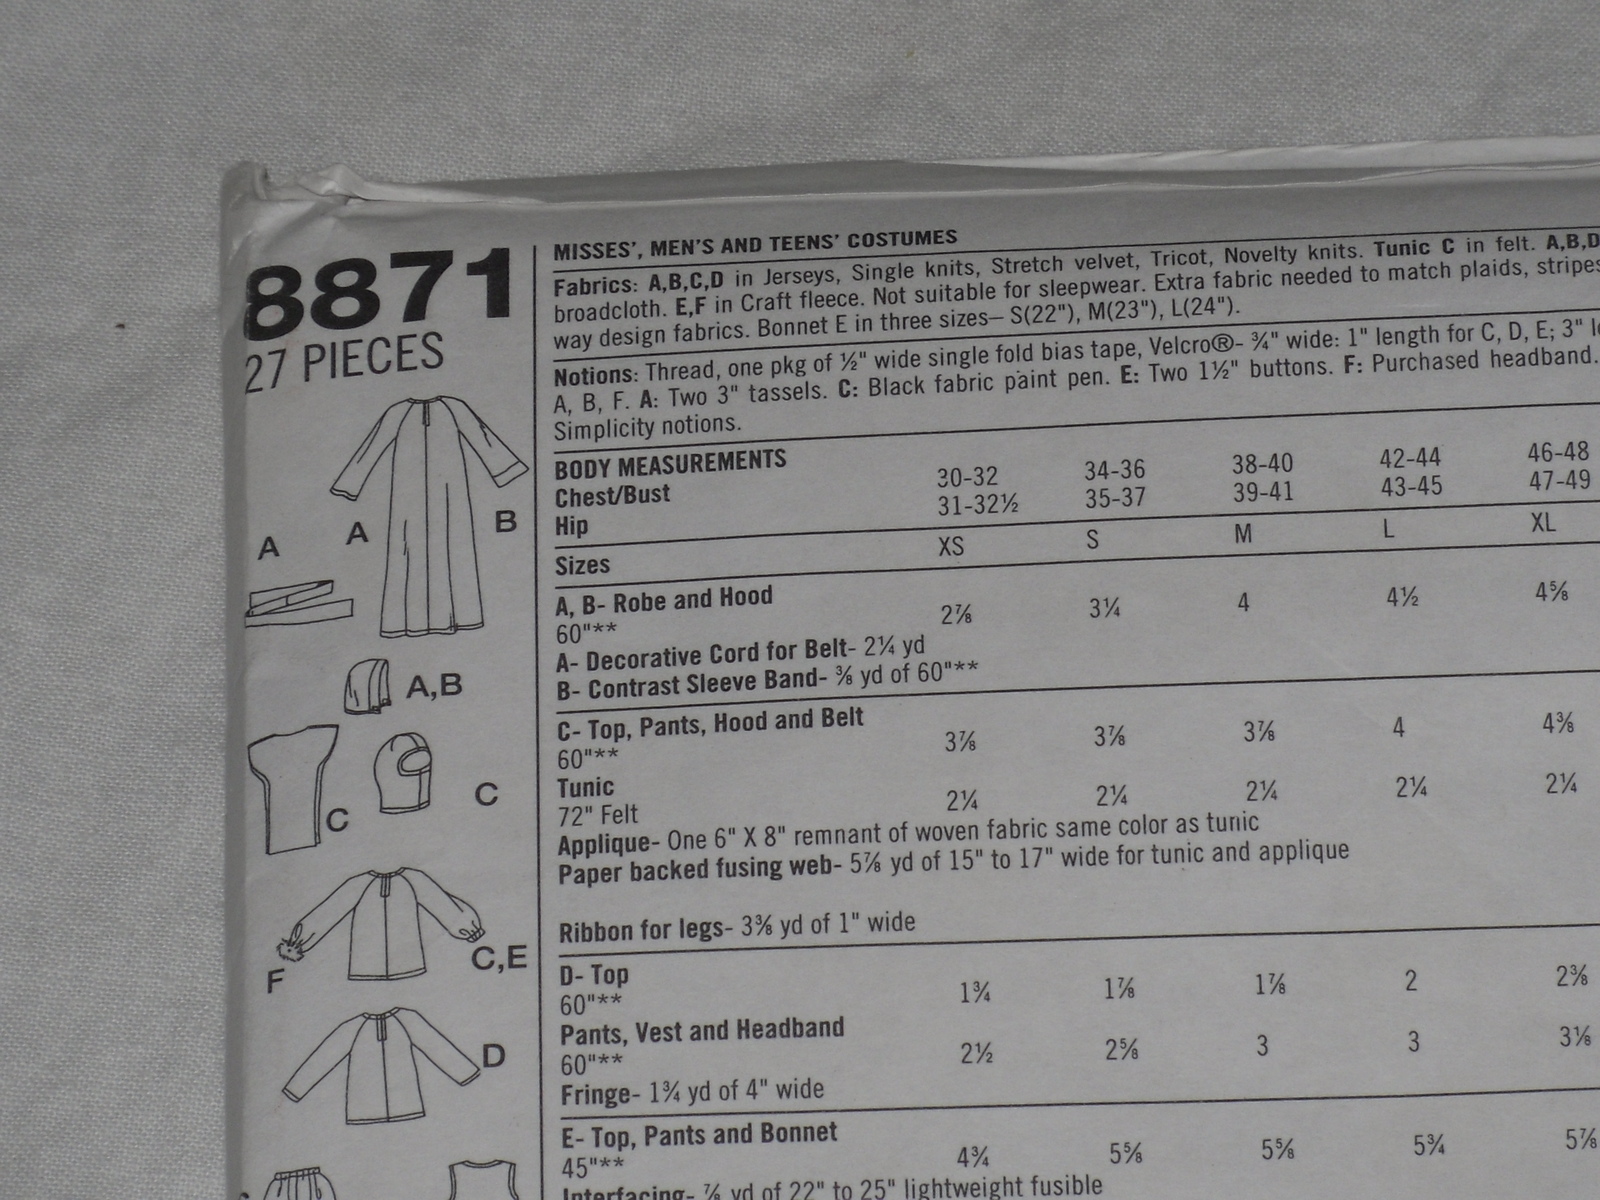 8871
27 PIECES
A
A
B
A,B
C
C
F
C,E
D
MISSES', MEN'S AND TEENS' COSTUMES
Fabrics: A,B,C,D in Jerseys, Single knits, Stretch velvet, Tricot, Novelty knits. Tunic C in felt. A,B,D
broadcloth. E,F in Craft fleece. Not suitable for sleepwear. Extra fabric needed to match plaids, stripes
way design fabrics. Bonnet E in three sizes– S(22"), M(23"), L(24").
Notions: Thread, one pkg of ½" wide single fold bias tape, Velcro®- ¾" wide: 1" length for C, D, E; 3"
A, B, F. A: Two 3" tassels. C: Black fabric paint pen. E: Two 1½" buttons. F: Purchased headband.
Simplicity notions.
BODY MEASUREMENTS
Chest/Bust 30-32 34-36 38-40 42-44 46-48
Hip 31-32½ 35-37 39-41 43-45 47-49
Sizes XS S M L XL
A, B- Robe and Hood
60"** 2⅞ 3¼ 4 4½ 4⅝
A- Decorative Cord for Belt- 2¼ yd
B- Contrast Sleeve Band- ⅜ yd of 60"**
C- Top, Pants, Hood and Belt
60"** 3⅞ 3⅞ 3⅞ 4 4⅜
Tunic
72" Felt 2¼ 2¼ 2¼ 2¼ 2¼
Applique- One 6" X 8" remnant of woven fabric same color as tunic
Paper backed fusing web- 5⅞ yd of 15" to 17" wide for tunic and applique
Ribbon for legs- 3⅜ yd of 1" wide
D- Top
60"** 1¾ 1⅞ 1⅞ 2 2⅜
Pants, Vest and Headband
60"** 2½ 2⅝ 3 3 3⅛
Fringe- 1¾ yd of 4" wide
E- Top, Pants and Bonnet
45"** 4¾ 5⅝ 5⅝ 5¾ 5⅞
Interfacing- ⅞ yd of 22" to 25" lightweight fusible